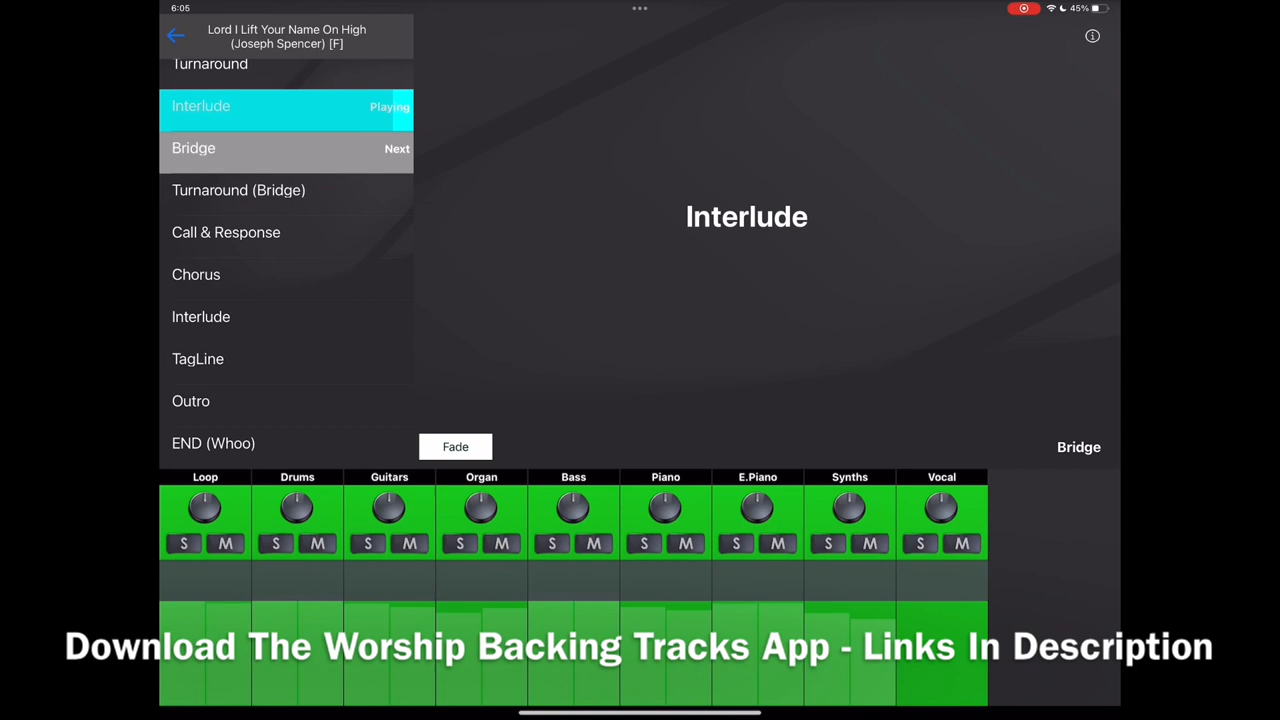 6:05
45%
Lord I Lift Your Name On High
(Joseph Spencer) [F]
Turnaround
Interlude Playing
Bridge Next
Turnaround (Bridge)
Call & Response
Chorus
Interlude
TagLine
Outro
END (Whoo)
Interlude
Fade
Bridge
Loop Drums Guitars Organ Bass Piano E.Piano Synths Vocal
S M S M S M S M S M S M S M S M S M
Download The Worship Backing Tracks App - Links In Description